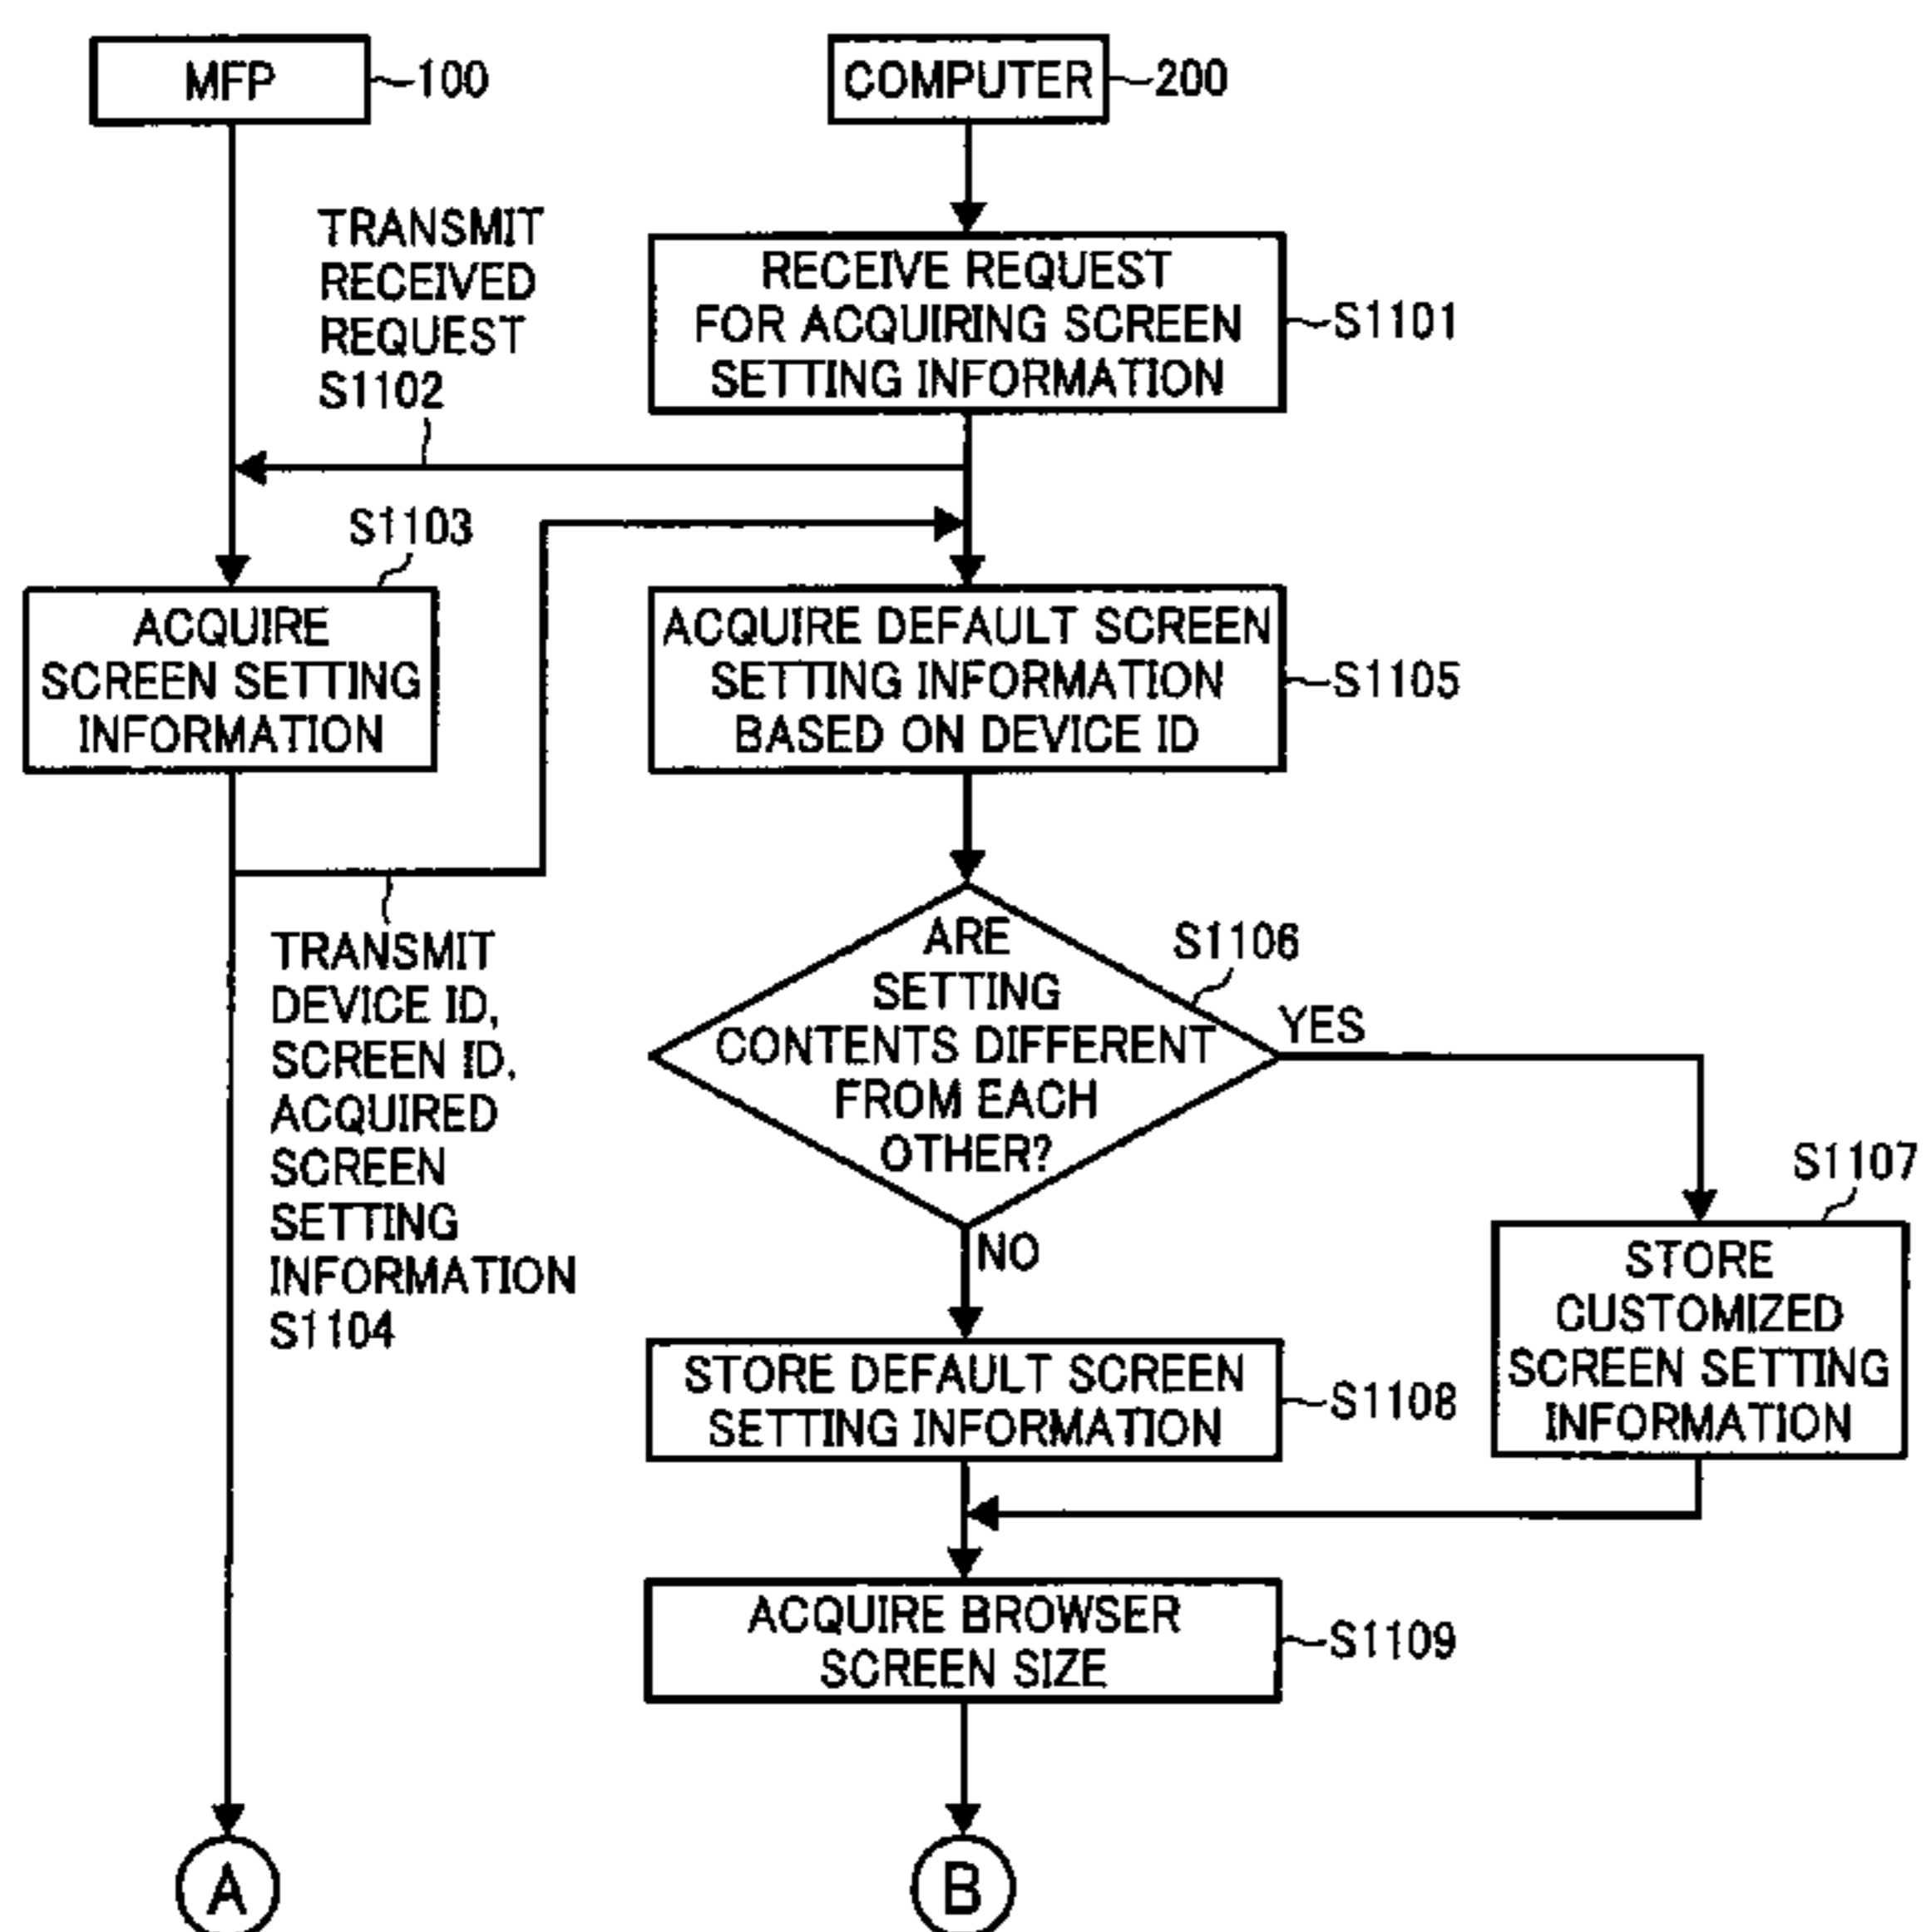 MFP
100
COMPUTER
200
TRANSMIT
RECEIVED
REQUEST
S1102
RECEIVE REQUEST
FOR ACQUIRING SCREEN
SETTING INFORMATION
S1101
S1103
ACQUIRE
SCREEN SETTING
INFORMATION
ACQUIRE DEFAULT SCREEN
SETTING INFORMATION
BASED ON DEVICE ID
S1105
TRANSMIT
DEVICE ID,
SCREEN ID,
ACQUIRED
SCREEN
SETTING
INFORMATION
S1104
ARE
SETTING
CONTENTS DIFFERENT
FROM EACH
OTHER?
S1106
YES
NO
S1107
STORE
CUSTOMIZED
SCREEN SETTING
INFORMATION
STORE DEFAULT SCREEN
SETTING INFORMATION
S1108
ACQUIRE BROWSER
SCREEN SIZE
S1109
A
B